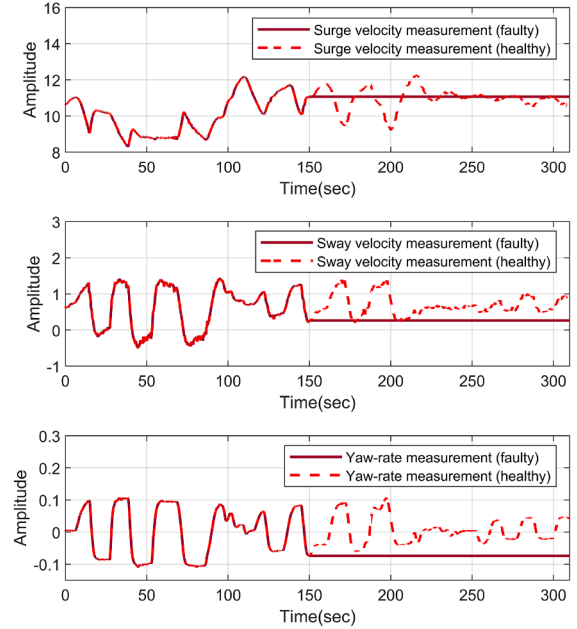 16
14
12
10
8
Amplitude
Surge velocity measurement (faulty)
Surge velocity measurement (healthy)
0 50 100 150 200 250 300
Time(sec)
3
2
1
0
-1
Amplitude
Sway velocity measurement (faulty)
Sway velocity measurement (healthy)
0 50 100 150 200 250 300
Time(sec)
0.3
0.2
0.1
0
-0.1
Amplitude
Yaw-rate measurement (faulty)
Yaw-rate measurement (healthy)
0 50 100 150 200 250 300
Time(sec)